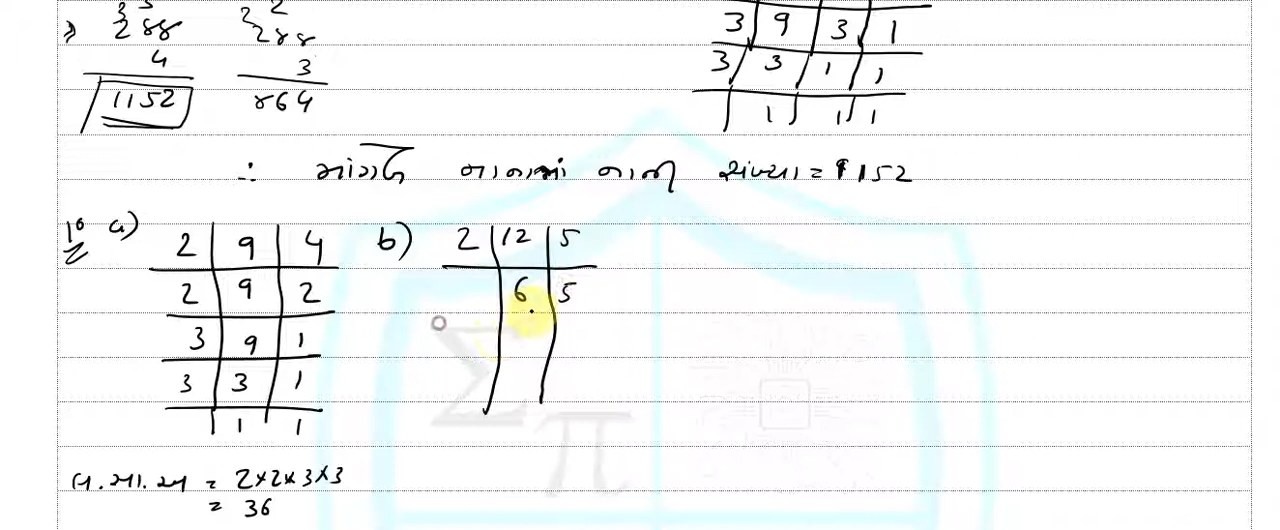 288 288
4 3
1152 864
3 9 3 1
3 3 1 1
1 1 1
∴ માંગેલ નાનામાં નાની સંખ્યા = 1152
10 a) 2 9 4
2 9 2
3 9 1
3 3 1
1 1
b) 2 12 5
6 5
લ.સા.અ = 2×2×3×3
= 36
Σ
π